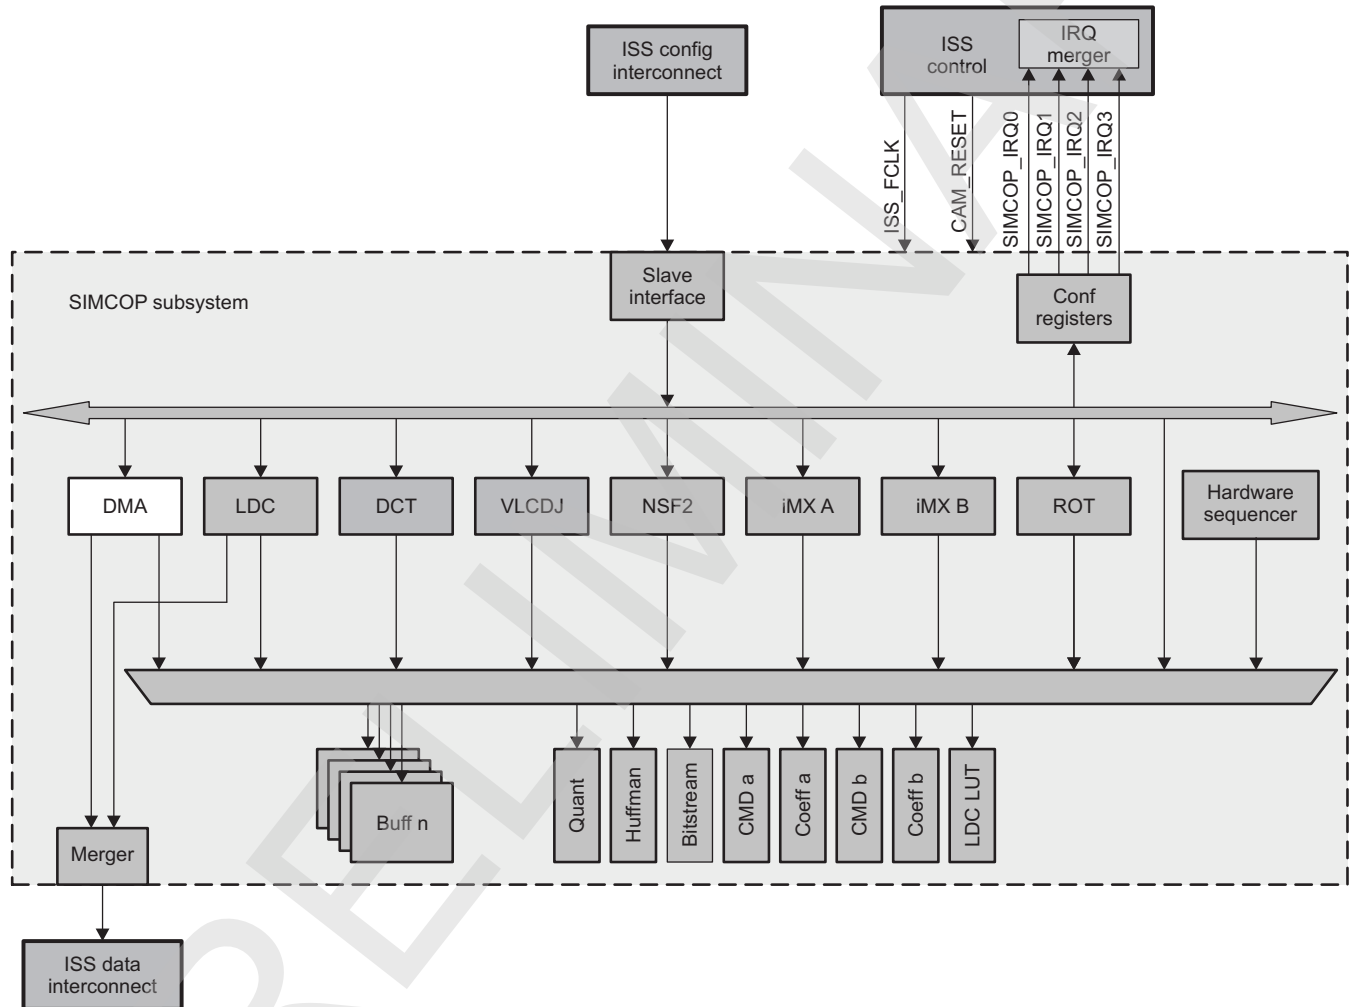 ISS config
interconnect
ISS
control
IRQ
merger
ISS_FCLK
CAM_RESET
SIMCOP_IRQ0
SIMCOP_IRQ1
SIMCOP_IRQ2
SIMCOP_IRQ3
SIMCOP subsystem
Slave
interface
Conf
registers
DMA
LDC
DCT
VLCDJ
NSF2
iMX A
iMX B
ROT
Hardware
sequencer
Buff n
Quant
Huffman
Bitstream
CMD a
Coeff a
CMD b
Coeff b
LDC LUT
Merger
ISS data
interconnect